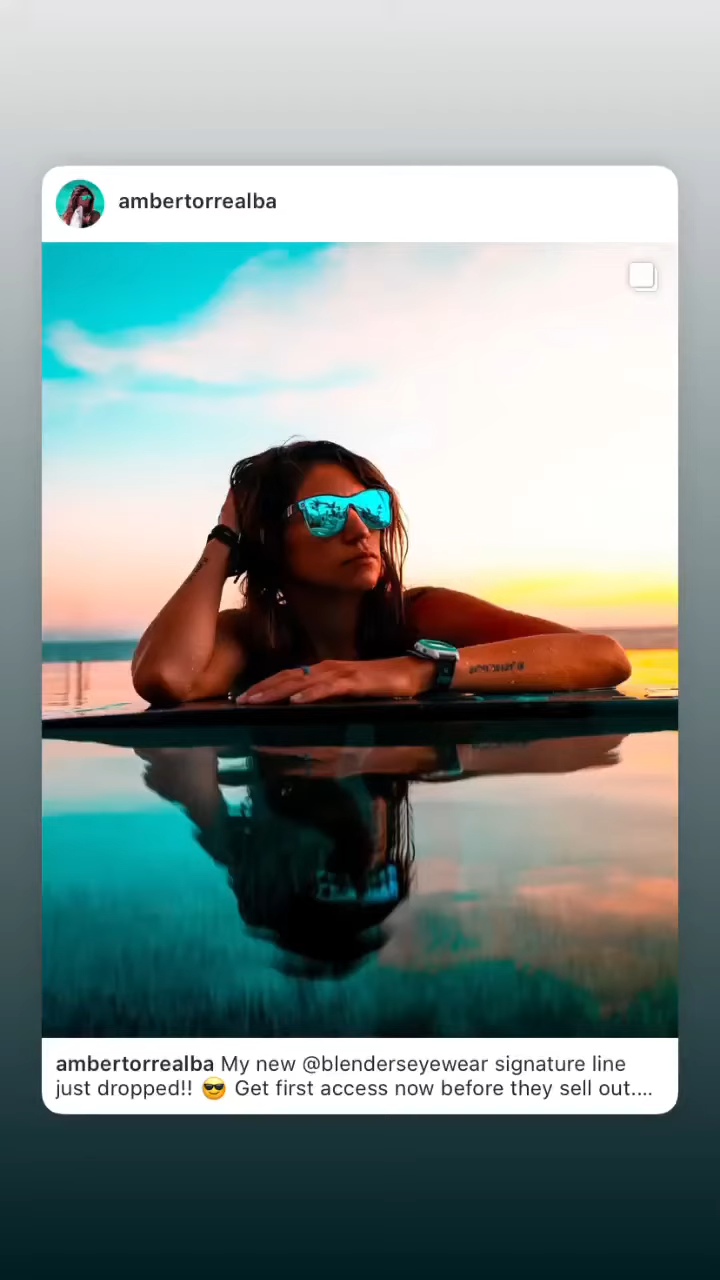 ambertorrealba
ambertorrealba My new @blenderseyewear signature line
just dropped!! 😎 Get first access now before they sell out....